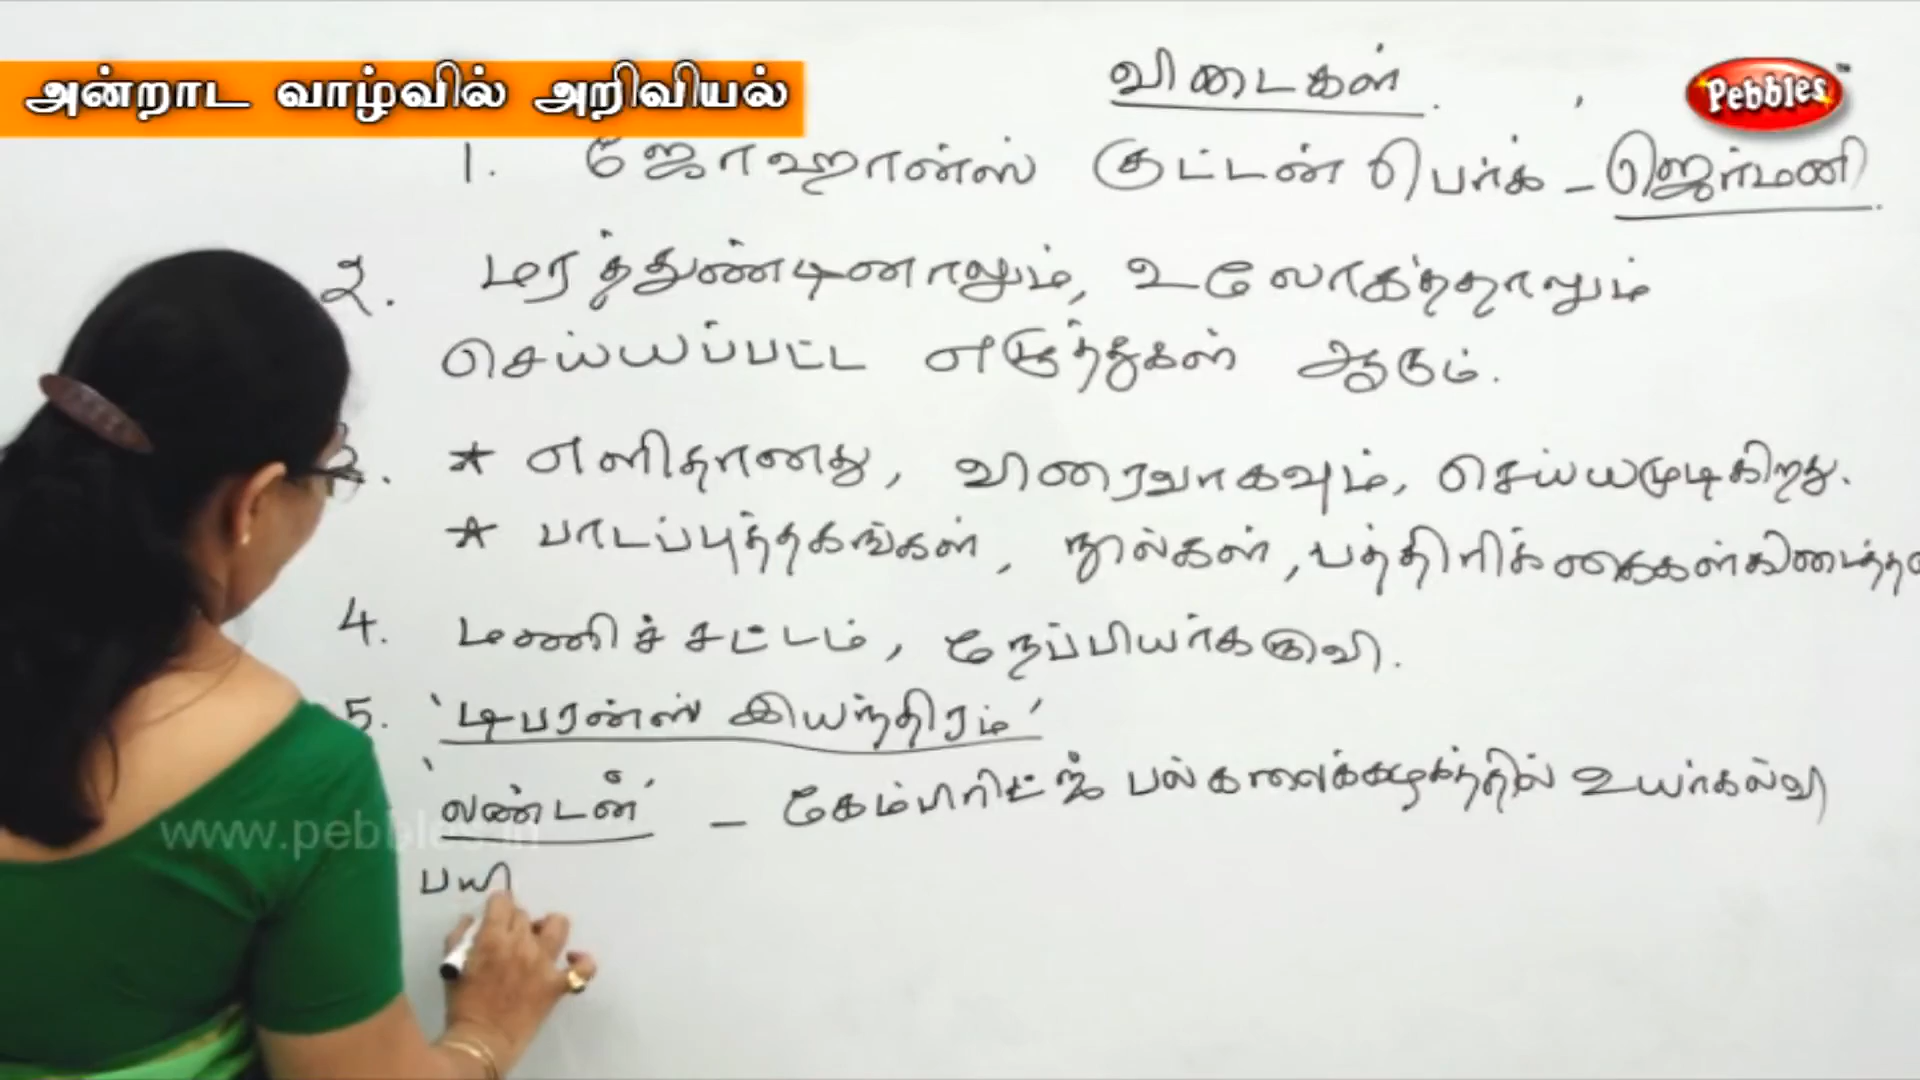 அன்றாட வாழ்வில் அறிவியல்
விடைகள்
Pebbles™
1. ஜோஹான்ஸ் குட்டன் பெர்க் – ஜெர்மனி
2. மரத்துண்டினாலும், உலோகத்தாலும்
செய்யப்பட்ட எழுத்துகள் ஆகும்.
3. * எளிதானது, விரைவாகவும், செய்யமுடிகிறது.
* பாடப்புத்தகங்கள், நூல்கள், பத்திரிக்கைகள்
4. மணிச்சட்டம், நேப்பியர்கருவி.
5. 'டிபரன்ஸ் இயந்திரம்'
'லண்டன்' – கேம்பிரிட்ஜ் பல்கலைக்கழகத்தில் உயர்கல்வி
பயி
www.pebbles.in